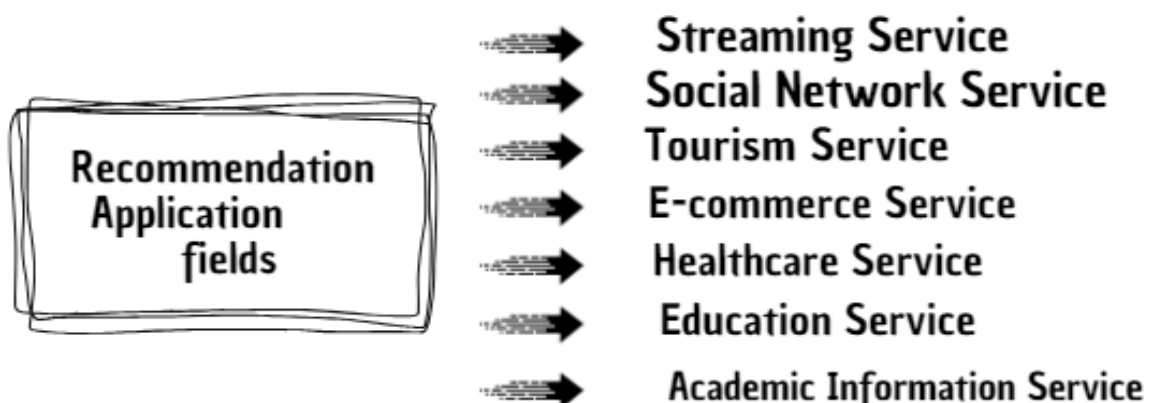 Recommendation
Application
fields
Streaming Service
Social Network Service
Tourism Service
E-commerce Service
Healthcare Service
Education Service
Academic Information Service